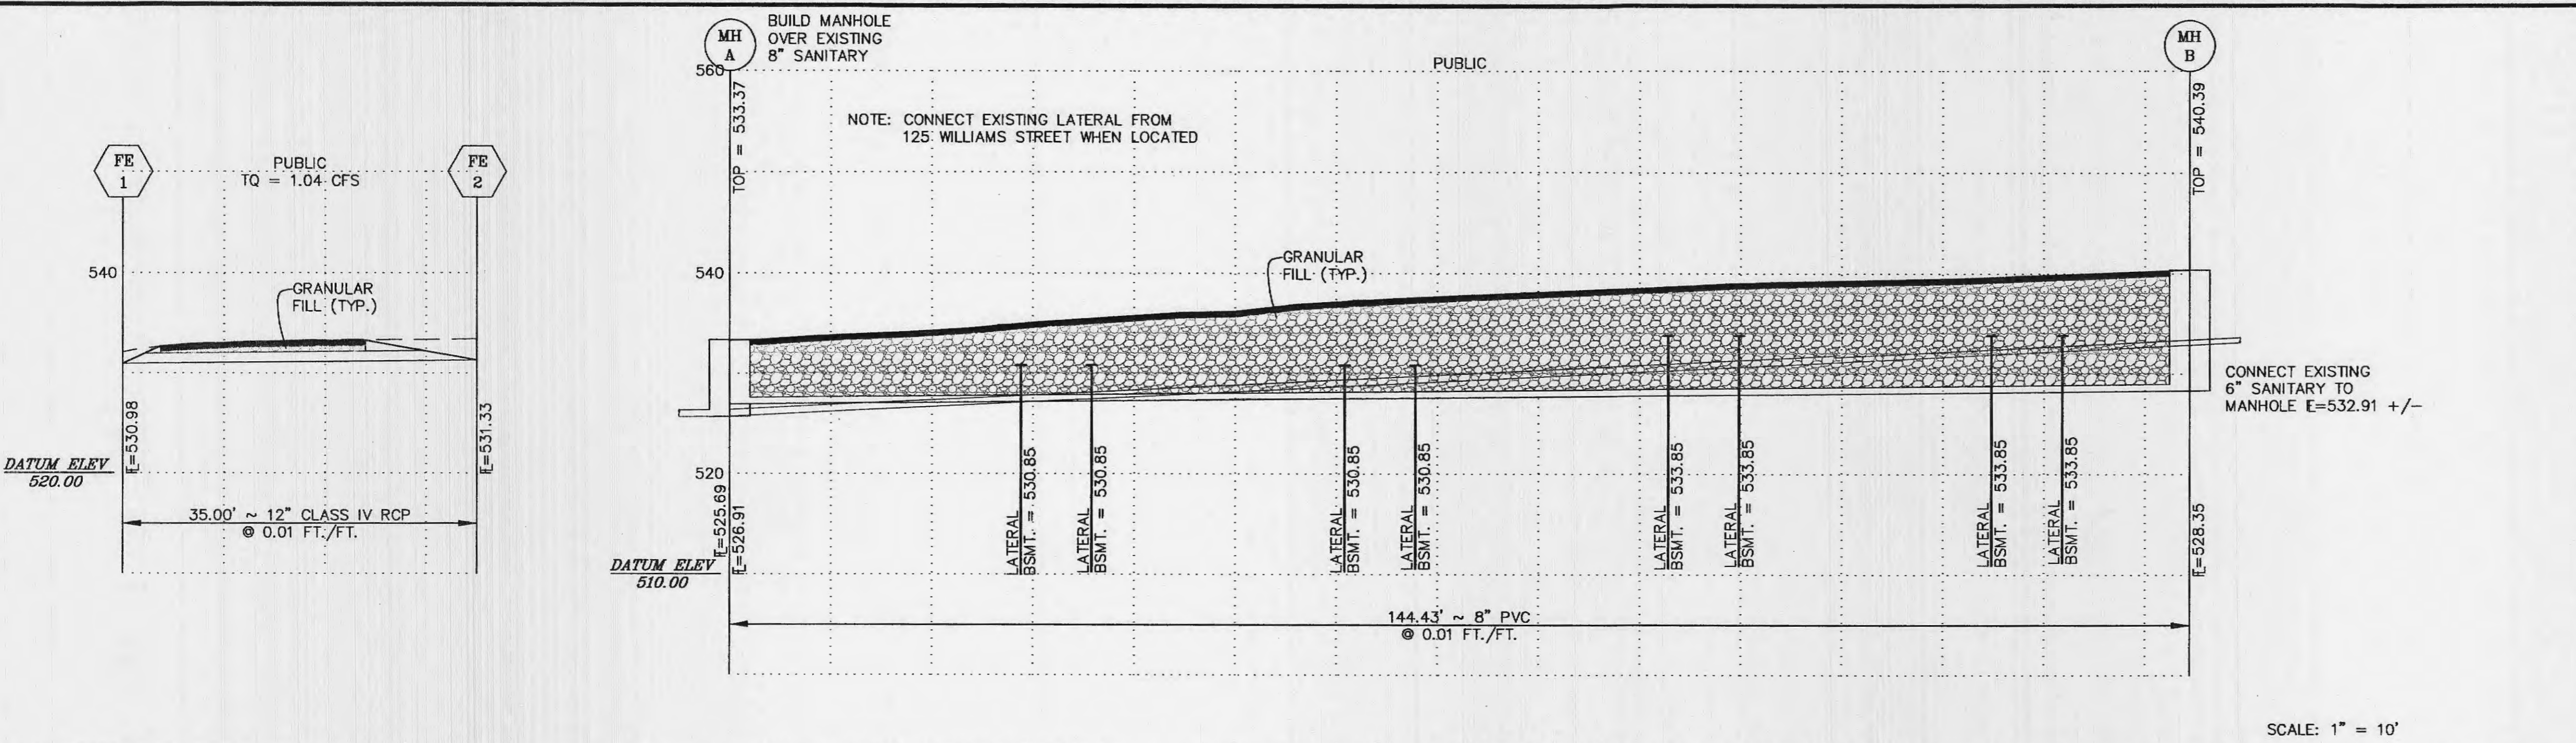 FE
1
FE
2
PUBLIC
TQ = 1.04 CFS
540
GRANULAR
FILL (TYP.)
FL=530.98
FL=531.33
DATUM ELEV
520.00
35.00' ~ 12" CLASS IV RCP
@ 0.01 FT./FT.
MH
A
BUILD MANHOLE
OVER EXISTING
8" SANITARY
560
TOP = 533.37
NOTE: CONNECT EXISTING LATERAL FROM
125 WILLIAMS STREET WHEN LOCATED
PUBLIC
MH
B
TOP = 540.39
540
GRANULAR
FILL (TYP.)
CONNECT EXISTING
6" SANITARY TO
MANHOLE FL=532.91 +/-
520
FL=525.69
FL=526.91
LATERAL
BSMT. = 530.85
LATERAL
BSMT. = 530.85
LATERAL
BSMT. = 530.85
LATERAL
BSMT. = 530.85
LATERAL
BSMT. = 533.85
LATERAL
BSMT. = 533.85
LATERAL
BSMT. = 533.85
LATERAL
BSMT. = 533.85
FL=528.35
DATUM ELEV
510.00
144.43' ~ 8" PVC
@ 0.01 FT./FT.
SCALE: 1" = 10'